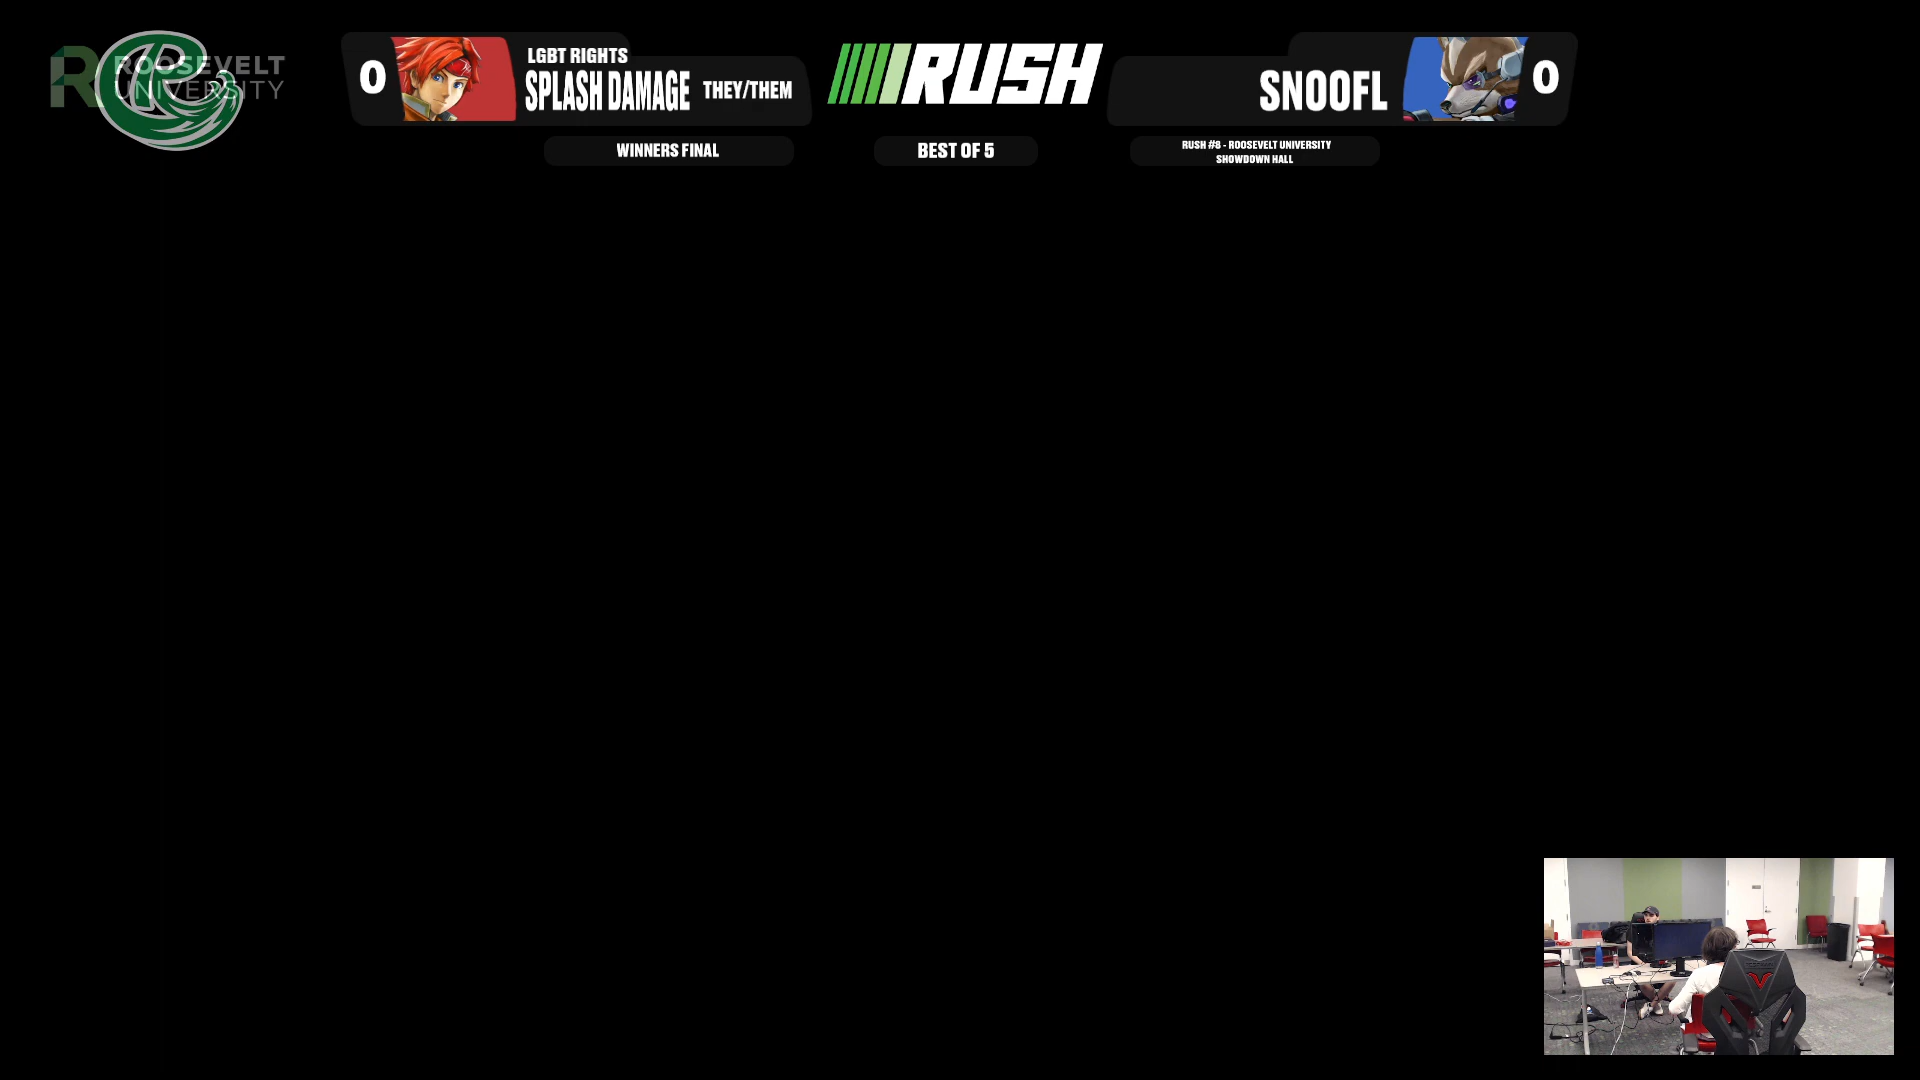 ROOSEVELT
UNIVERSITY
0
LGBT RIGHTS
SPLASH DAMAGE THEY/THEM
RUSH
SNOOFL
0
WINNERS FINAL
BEST OF 5
RUSH #8 - ROOSEVELT UNIVERSITY
SHOWDOWN HALL